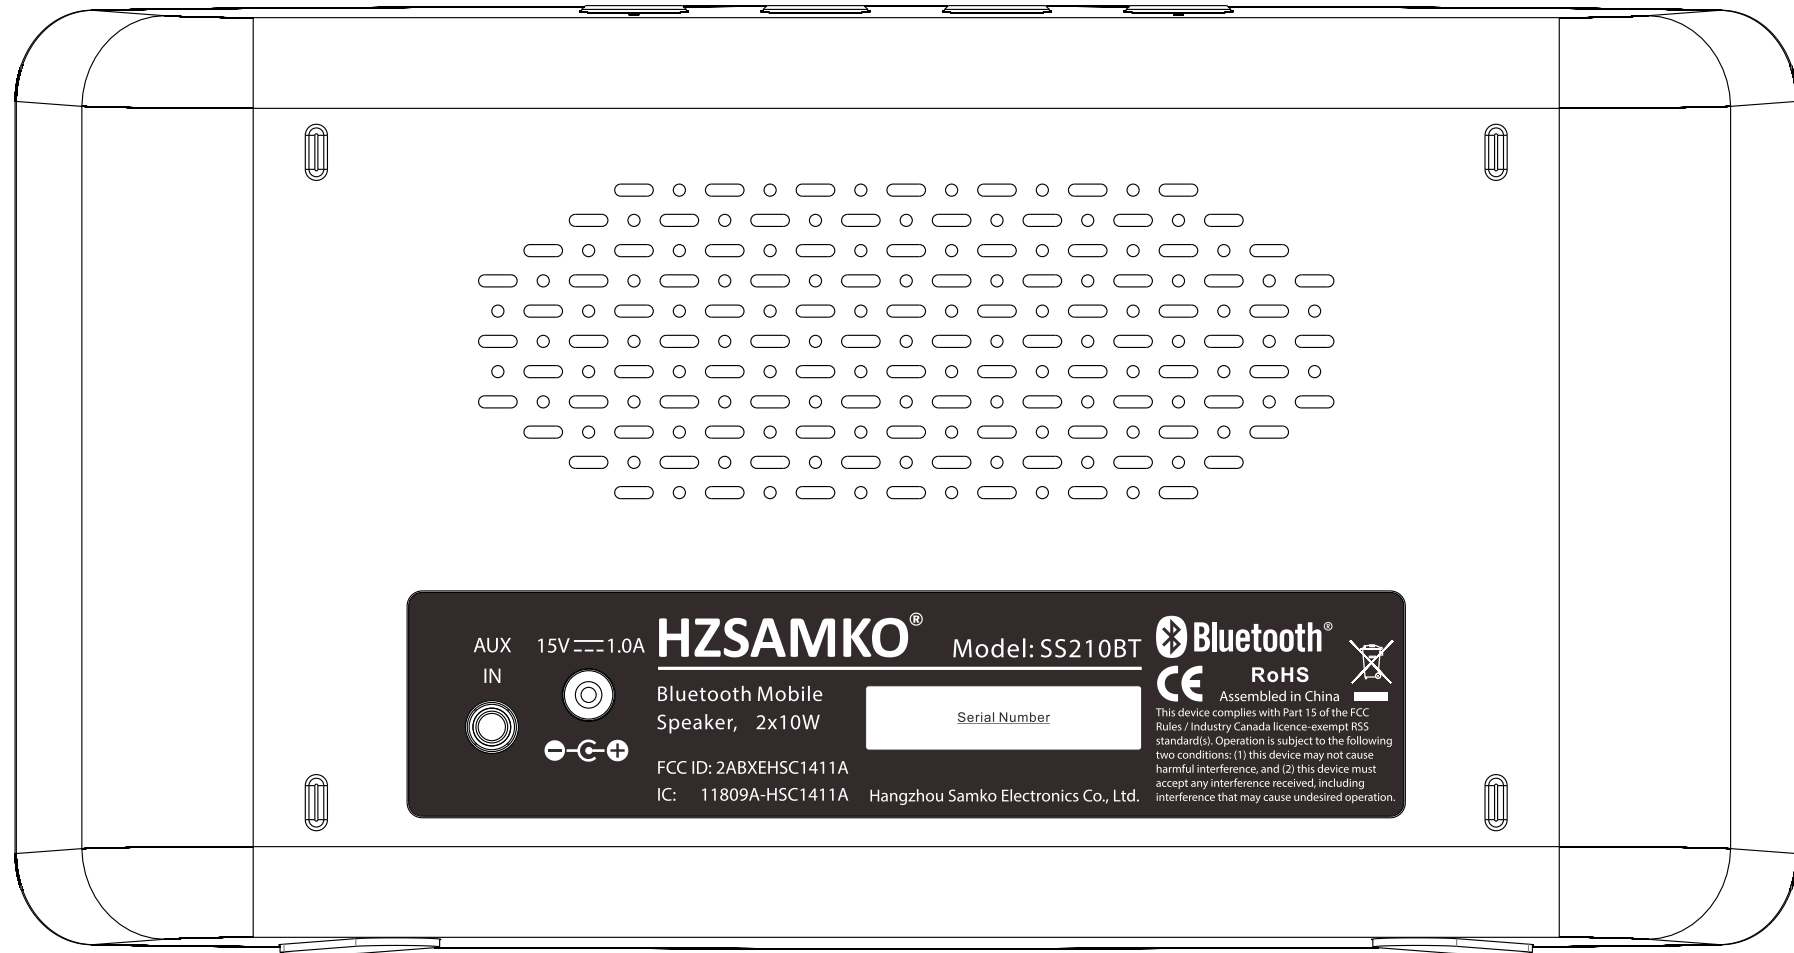 AUX
IN
15V 1.0A
HZSAMKO®
Model: SS210BT
Bluetooth Mobile
Speaker, 2x10W
Serial Number
FCC ID: 2ABXEHSC1411A
IC: 11809A-HSC1411A
Hangzhou Samko Electronics Co., Ltd.
Bluetooth®
CE
RoHS
Assembled in China
This device complies with Part 15 of the FCC
Rules / Industry Canada licence-exempt RSS
standard(s). Operation is subject to the following
two conditions: (1) this device may not cause
harmful interference, and (2) this device must
accept any interference received, including
interference that may cause undesired operation.